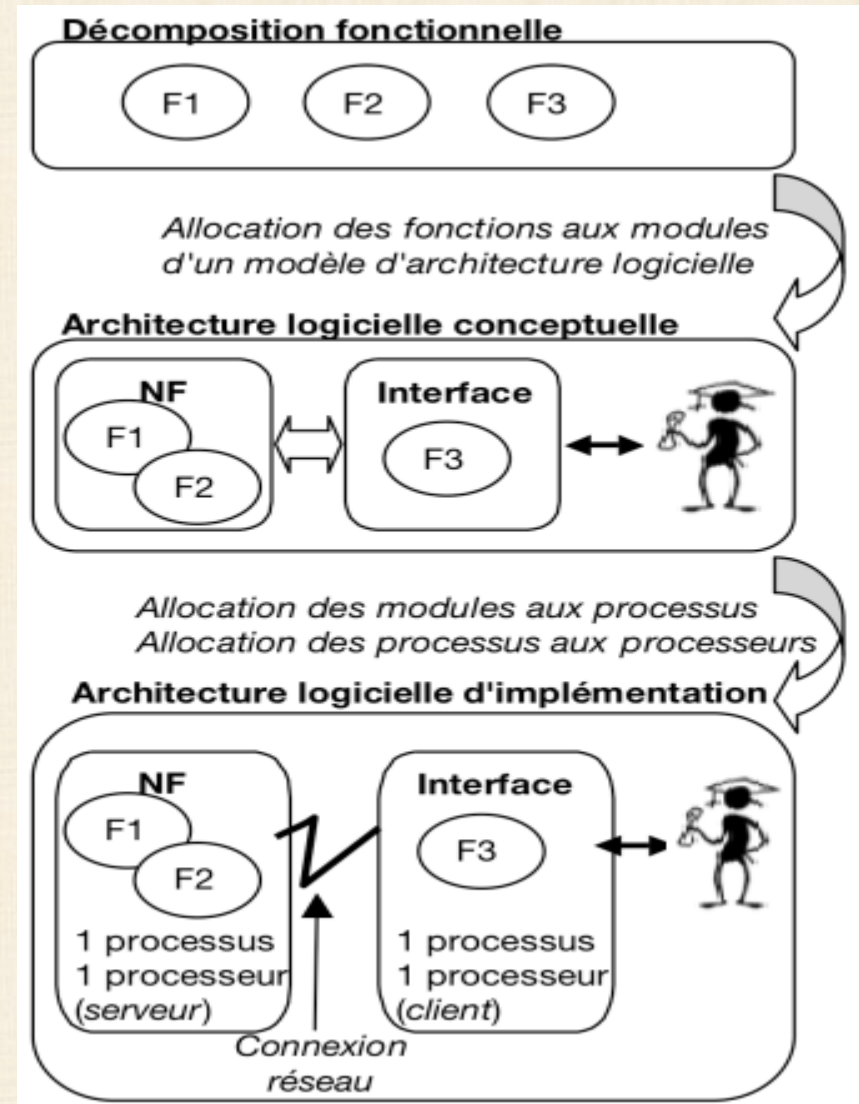 Décomposition fonctionnelle
F1 F2 F3
Allocation des fonctions aux modules
d'un modèle d'architecture logicielle
Architecture logicielle conceptuelle
NF
F1
F2
Interface
F3
Allocation des modules aux processus
Allocation des processus aux processeurs
Architecture logicielle d'implémentation
NF
F1
F2
1 processus
1 processeur
(serveur)
Interface
F3
1 processus
1 processeur
(client)
Connexion
réseau